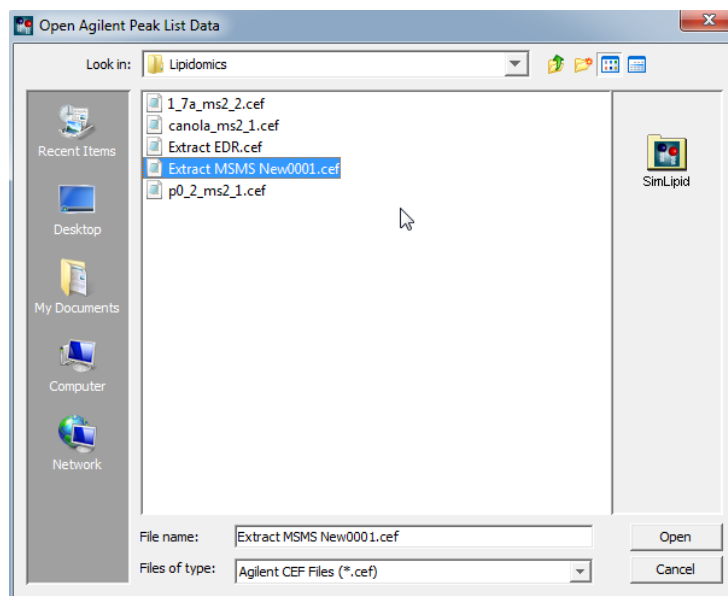 Open Agilent Peak List Data
X
Look in: Lipidomics
1_7a_ms2_2.cef
canola_ms2_1.cef
Extract EDR.cef
Extract MSMS New0001.cef
p0_2_ms2_1.cef
Recent Items
Desktop
My Documents
Computer
Network
SimLipid
File name: Extract MSMS New0001.cef Open
Files of type: Agilent CEF Files (*.cef) Cancel